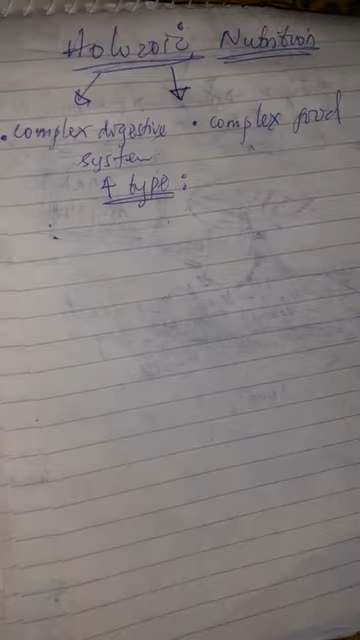 Holozoic Nutrition
• complex digestive • complex food
system
4 type :